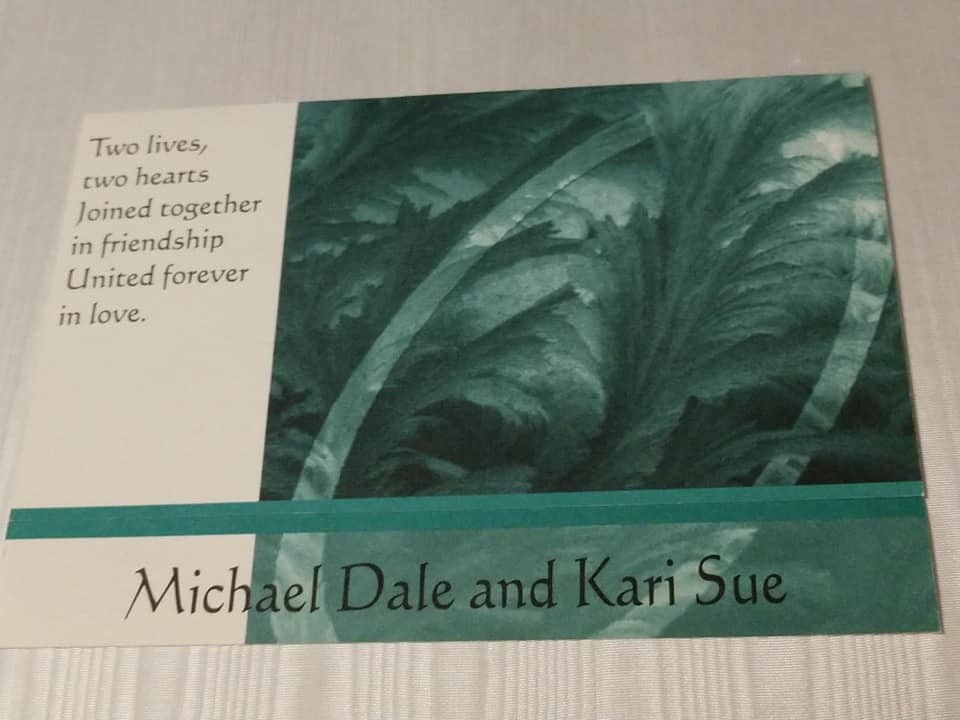 Two lives,
two hearts
Joined together
in friendship
United forever
in love.
Michael Dale and Kari Sue